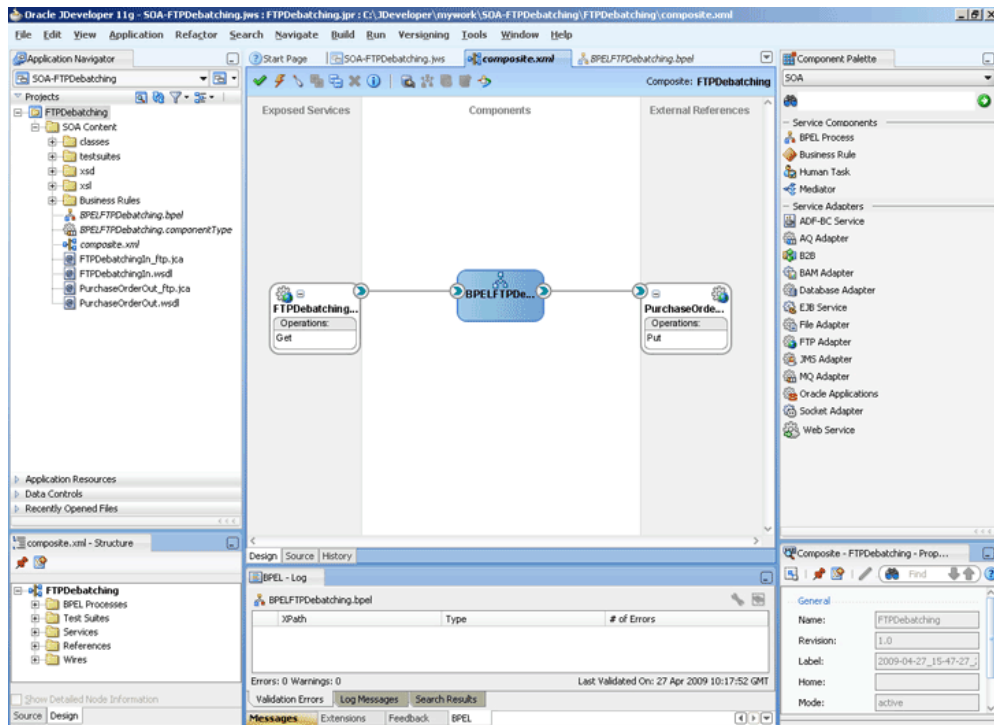 Oracle JDeveloper 11g - SOA-FTPDebatching.jws : FTPDebatching.jpr : C:\JDeveloper\mywork\SOA-FTPDebatching\FTPDebatching\composite.xml
File Edit View Application Refactor Search Navigate Build Run Versioning Tools Window Help
Application Navigator
SOA-FTPDebatching
Projects
FTPDebatching
SOA Content
classes
testsuites
xsd
xsl
Business Rules
BPELFTPDebatching.bpel
BPELFTPDebatching.componentType
composite.xml
FTPDebatchingIn_ftp.jca
FTPDebatchingIn.wsdl
PurchaseOrderOut_ftp.jca
PurchaseOrderOut.wsdl
Application Resources
Data Controls
Recently Opened Files
composite.xml - Structure
FTPDebatching
BPEL Processes
Test Suites
Services
References
Wires
Show Detailed Node Information
Source Design
Start Page SOA-FTPDebatching.jws composite.xml BPELFTPDebatching.bpel
Composite: FTPDebatching
Exposed Services Components External References
FTPDebatching...
Operations:
Get
BPELFTPDe...
PurchaseOrde...
Operations:
Put
Design Source History
BPEL - Log
BPELFTPDebatching.bpel
XPath Type # of Errors
Errors: 0 Warnings: 0 Last Validated On: 27 Apr 2009 10:17:52 GMT
Validation Errors Log Messages Search Results
Messages Extensions Feedback BPEL
Component Palette
SOA
Service Components
BPEL Process
Business Rule
Human Task
Mediator
Service Adapters
ADF-BC Service
AQ Adapter
B2B
BAM Adapter
Database Adapter
EJB Service
File Adapter
FTP Adapter
JMS Adapter
MQ Adapter
Oracle Applications
Socket Adapter
Web Service
Composite - FTPDebatching - Prop...
Find
General
Name: FTPDebatching
Revision: 1.0
Label: 2009-04-27_15-47-27_
Home:
Mode: active